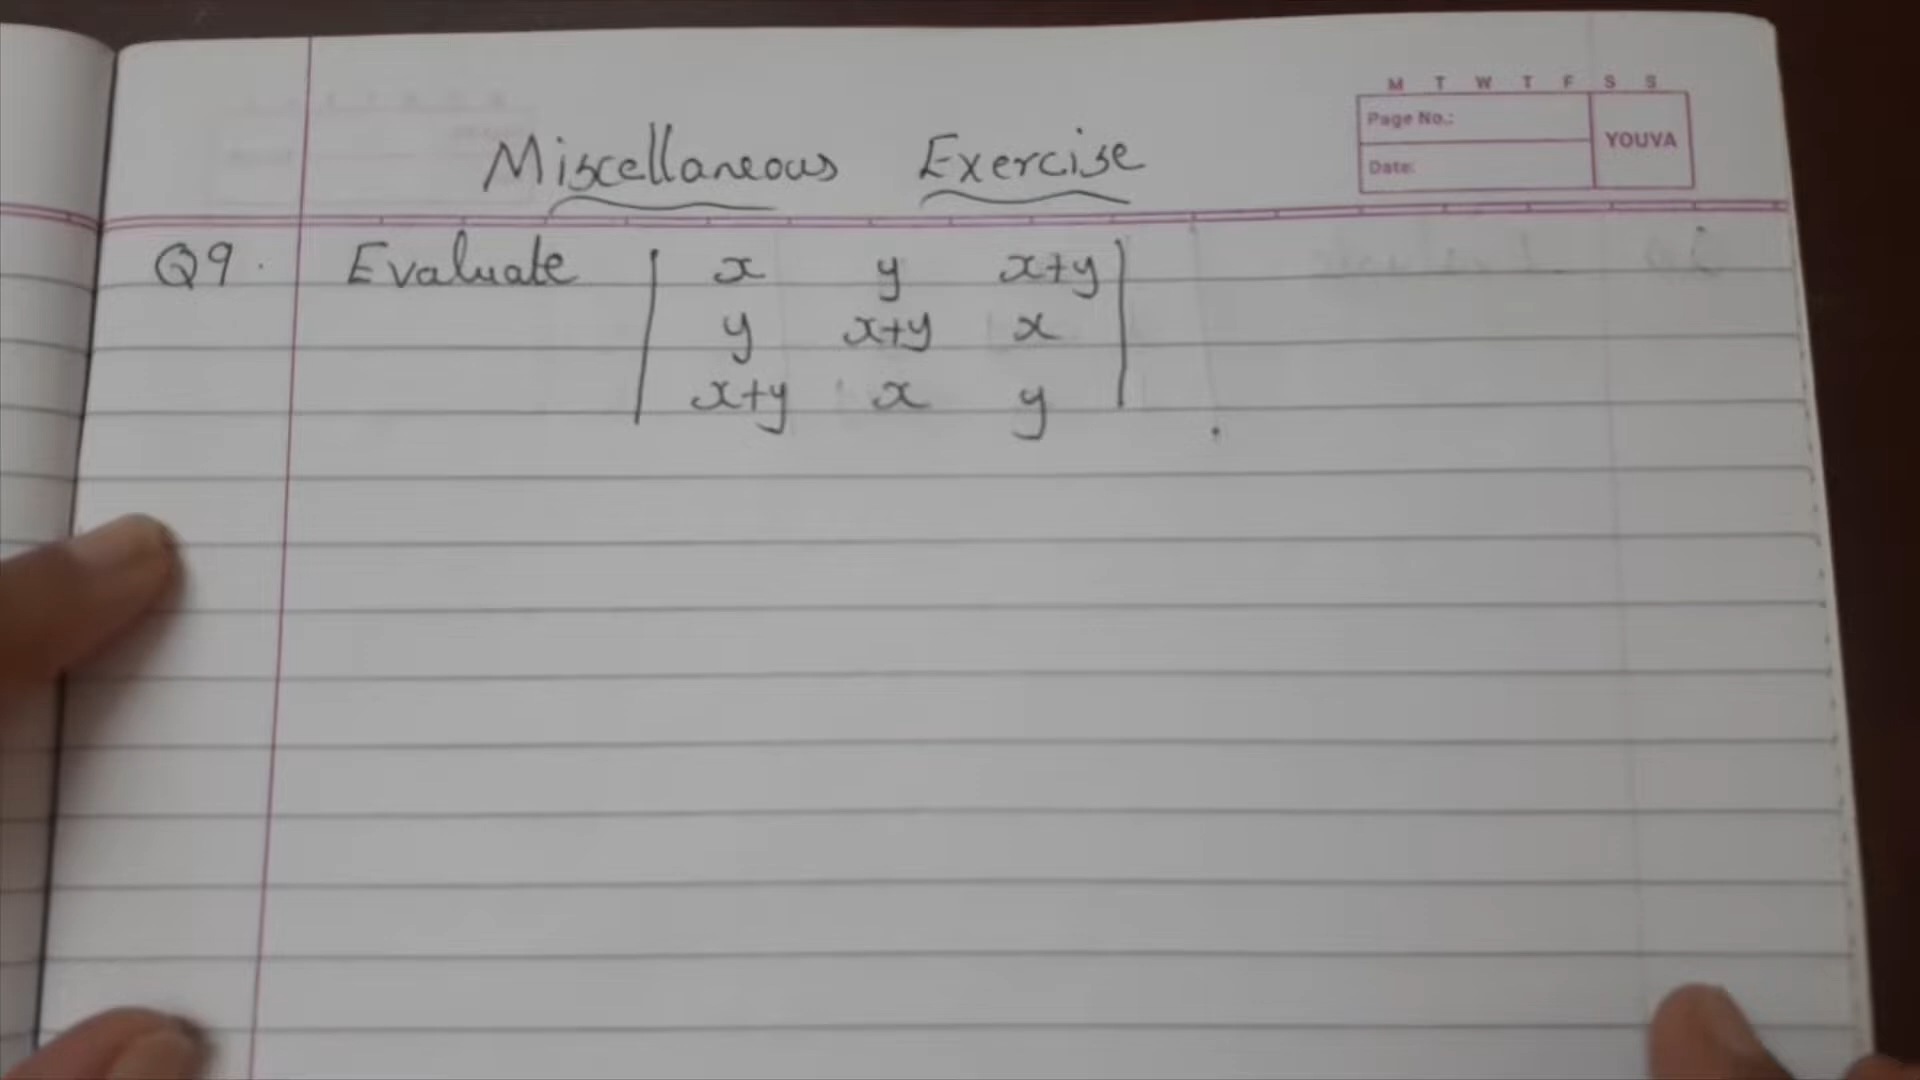 M T W T F S S
Page No.:
YOUVA
Date:
Miscellaneous Exercise
Q9. Evaluate | x y x+y |
| y x+y x |
| x+y x y |